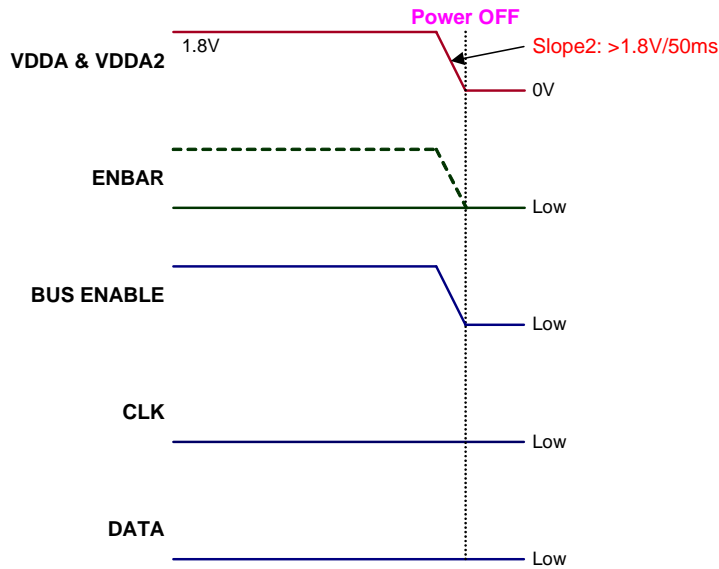 Power OFF
1.8V
Slope2: >1.8V/50ms
VDDA & VDDA2
0V
ENBAR
Low
BUS ENABLE
Low
CLK
Low
DATA
Low